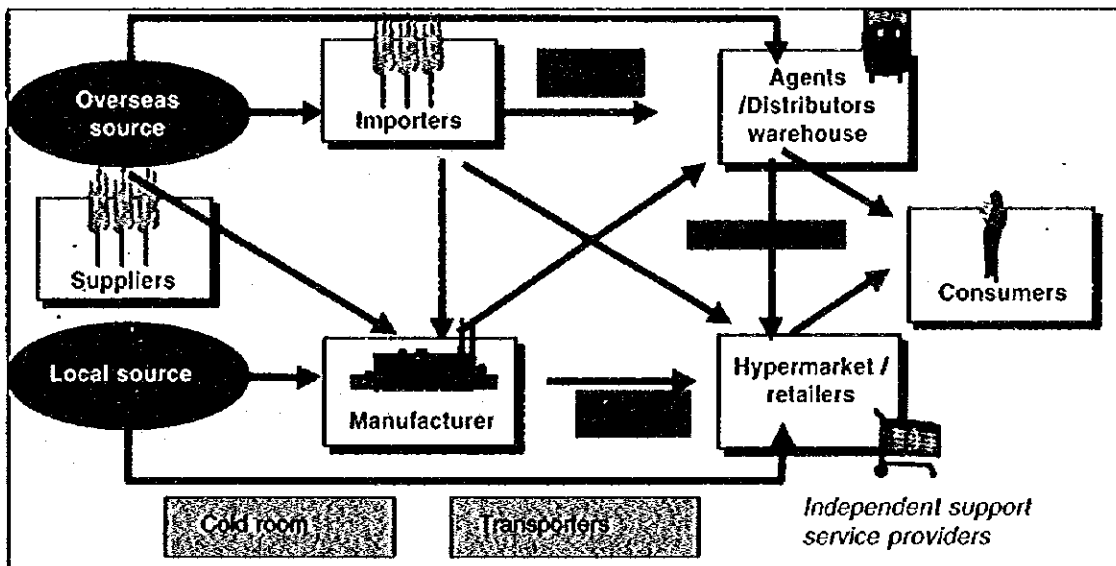 Overseas
source
Importers
Agents
/Distributors
warehouse
Suppliers
Consumers
Local source
Manufacturer
Hypermarket /
retailers
Cold room
Transporters
Independent support
service providers